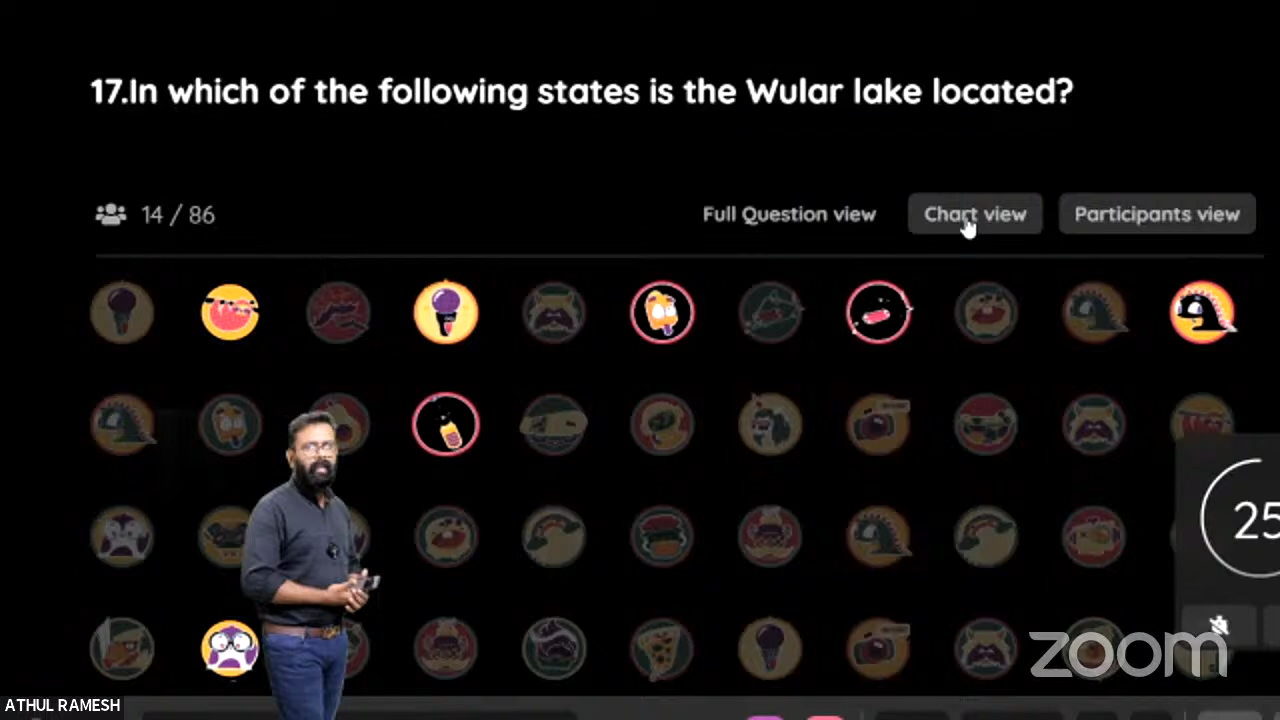 17.In which of the following states is the Wular lake located?
14 / 86
Full Question view
Chart view
Participants view
25
zoom
ATHUL RAMESH